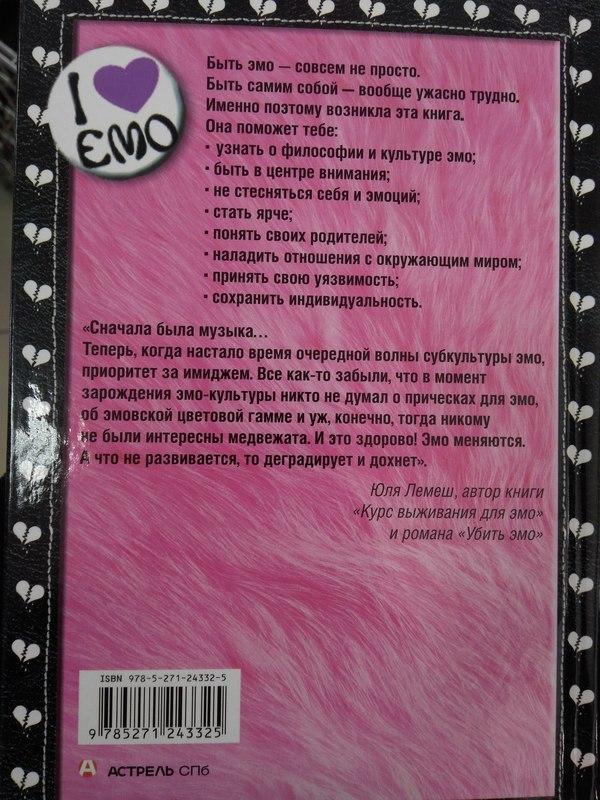 I
ЕМО
Быть эмо — совсем не просто.
Быть самим собой — вообще ужасно трудно.
Именно поэтому возникла эта книга.
Она поможет тебе:
· узнать о философии и культуре эмо;
· быть в центре внимания;
· не стесняться себя и эмоций;
· стать ярче;
· понять своих родителей;
· наладить отношения с окружающим миром;
· принять свою уязвимость;
· сохранить индивидуальность.
«Сначала была музыка...
Теперь, когда настало время очередной волны субкультуры эмо,
приоритет за имиджем. Все как-то забыли, что в момент
зарождения эмо-культуры никто не думал о прическах для эмо,
об эмовской цветовой гамме и уж, конечно, тогда никому
не были интересны медвежата. И это здорово! Эмо меняются.
А что не развивается, то деградирует и дохнет».
Юля Лемеш, автор книги
«Курс выживания для эмо»
и романа «Убить эмо»
ISBN 978-5-271-24332-5
9 785271 243325
А АСТРЕЛЬ СПб